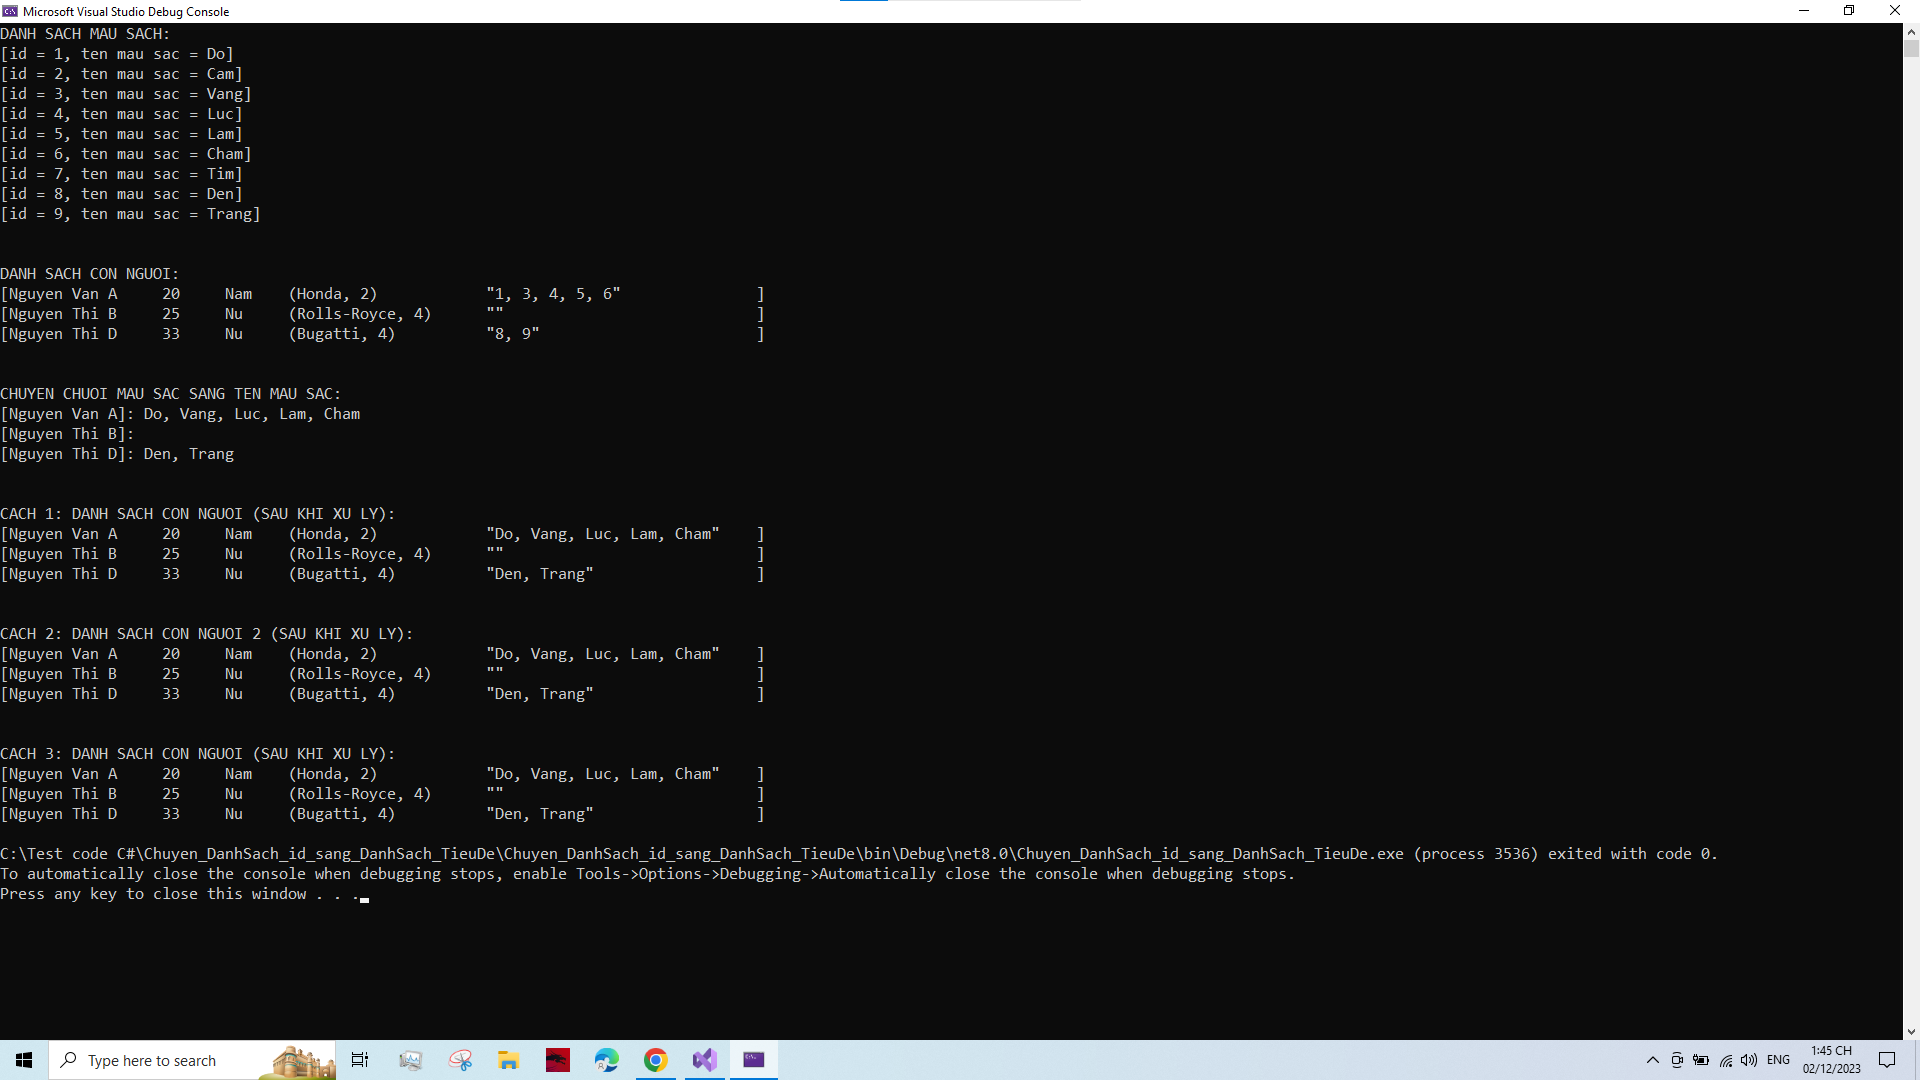 Microsoft Visual Studio Debug Console
DANH SACH MAU SACH:
[id = 1, ten mau sac = Do]
[id = 2, ten mau sac = Cam]
[id = 3, ten mau sac = Vang]
[id = 4, ten mau sac = Luc]
[id = 5, ten mau sac = Lam]
[id = 6, ten mau sac = Cham]
[id = 7, ten mau sac = Tim]
[id = 8, ten mau sac = Den]
[id = 9, ten mau sac = Trang]
DANH SACH CON NGUOI:
[Nguyen Van A     20     Nam    (Honda, 2)            "1, 3, 4, 5, 6"               ]
[Nguyen Thi B     25     Nu     (Rolls-Royce, 4)      ""                            ]
[Nguyen Thi D     33     Nu     (Bugatti, 4)          "8, 9"                        ]
CHUYEN CHUOI MAU SAC SANG TEN MAU SAC:
[Nguyen Van A]: Do, Vang, Luc, Lam, Cham
[Nguyen Thi B]:
[Nguyen Thi D]: Den, Trang
CACH 1: DANH SACH CON NGUOI (SAU KHI XU LY):
[Nguyen Van A     20     Nam    (Honda, 2)            "Do, Vang, Luc, Lam, Cham"    ]
[Nguyen Thi B     25     Nu     (Rolls-Royce, 4)      ""                            ]
[Nguyen Thi D     33     Nu     (Bugatti, 4)          "Den, Trang"                  ]
CACH 2: DANH SACH CON NGUOI 2 (SAU KHI XU LY):
[Nguyen Van A     20     Nam    (Honda, 2)            "Do, Vang, Luc, Lam, Cham"    ]
[Nguyen Thi B     25     Nu     (Rolls-Royce, 4)      ""                            ]
[Nguyen Thi D     33     Nu     (Bugatti, 4)          "Den, Trang"                  ]
CACH 3: DANH SACH CON NGUOI (SAU KHI XU LY):
[Nguyen Van A     20     Nam    (Honda, 2)            "Do, Vang, Luc, Lam, Cham"    ]
[Nguyen Thi B     25     Nu     (Rolls-Royce, 4)      ""                            ]
[Nguyen Thi D     33     Nu     (Bugatti, 4)          "Den, Trang"                  ]
C:\Test code C#\Chuyen_DanhSach_id_sang_DanhSach_TieuDe\Chuyen_DanhSach_id_sang_DanhSach_TieuDe\bin\Debug\net8.0\Chuyen_DanhSach_id_sang_DanhSach_TieuDe.exe (process 3536) exited with code 0.
To automatically close the console when debugging stops, enable Tools->Options->Debugging->Automatically close the console when debugging stops.
Press any key to close this window . . .
Type here to search
ENG
1:45 CH
02/12/2023